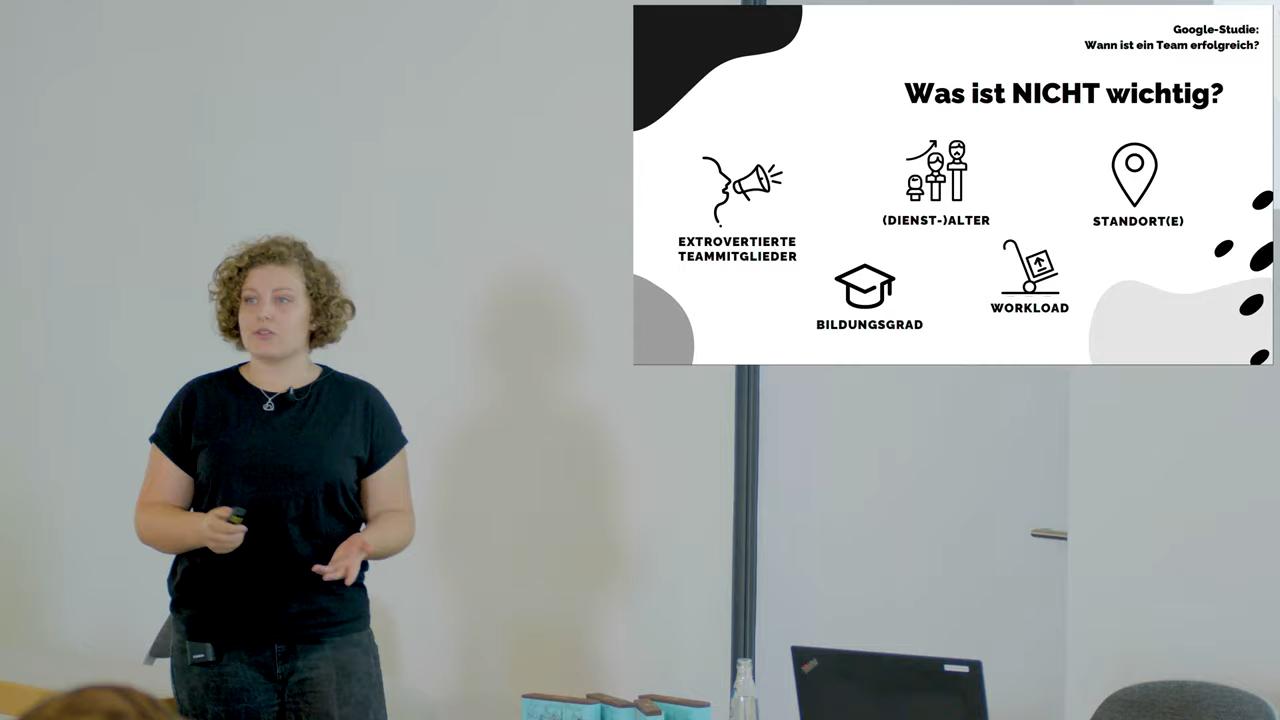 Google-Studie:
Wann ist ein Team erfolgreich?
Was ist NICHT wichtig?
EXTROVERTIERTE
TEAMMITGLIEDER
(DIENST-)ALTER
STANDORT(E)
BILDUNGSGRAD
WORKLOAD